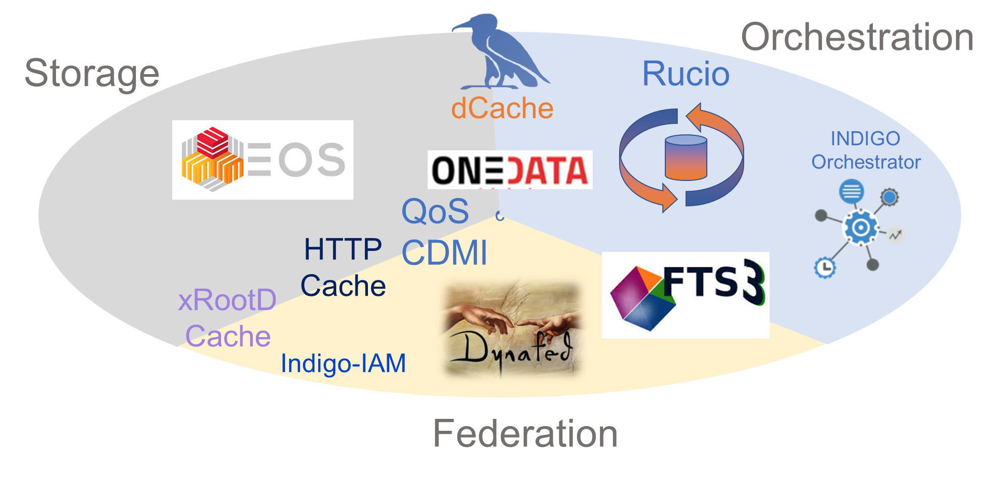 Storage
Orchestration
dCache
Rucio
EOS
ONEDATA
INDIGO
Orchestrator
QoS
c
CDMI
HTTP
Cache
xRootD
Cache
Indigo-IAM
Dynafed
FTS3
Federation